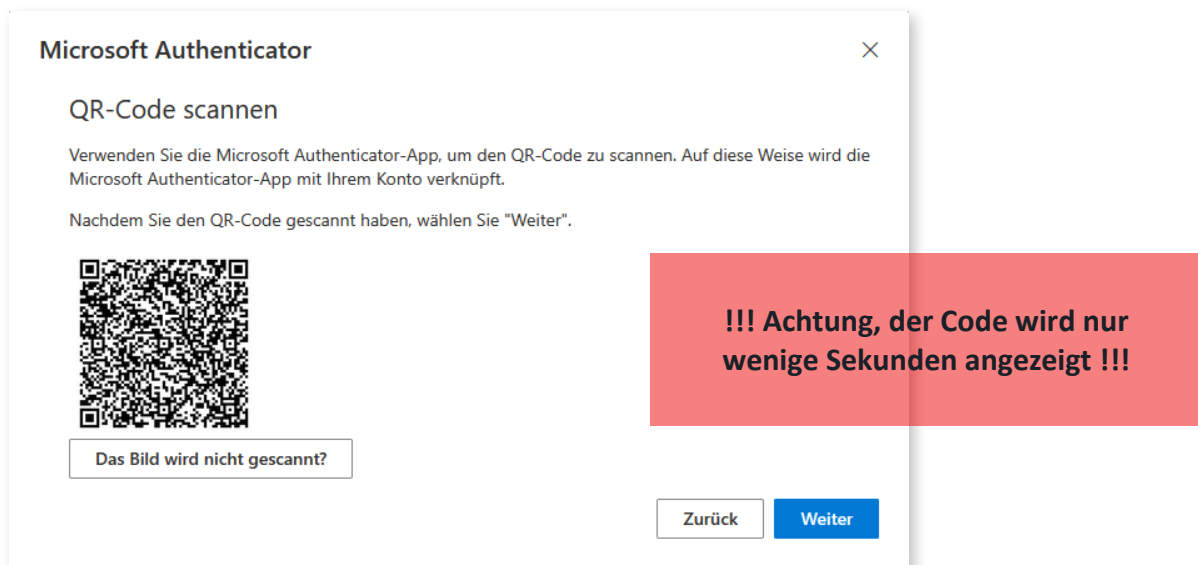 Microsoft Authenticator
QR-Code scannen
Verwenden Sie die Microsoft Authenticator-App, um den QR-Code zu scannen. Auf diese Weise wird die
Microsoft Authenticator-App mit Ihrem Konto verknüpft.
Nachdem Sie den QR-Code gescannt haben, wählen Sie "Weiter".
!!! Achtung, der Code wird nur
wenige Sekunden angezeigt !!!
Das Bild wird nicht gescannt?
Zurück
Weiter